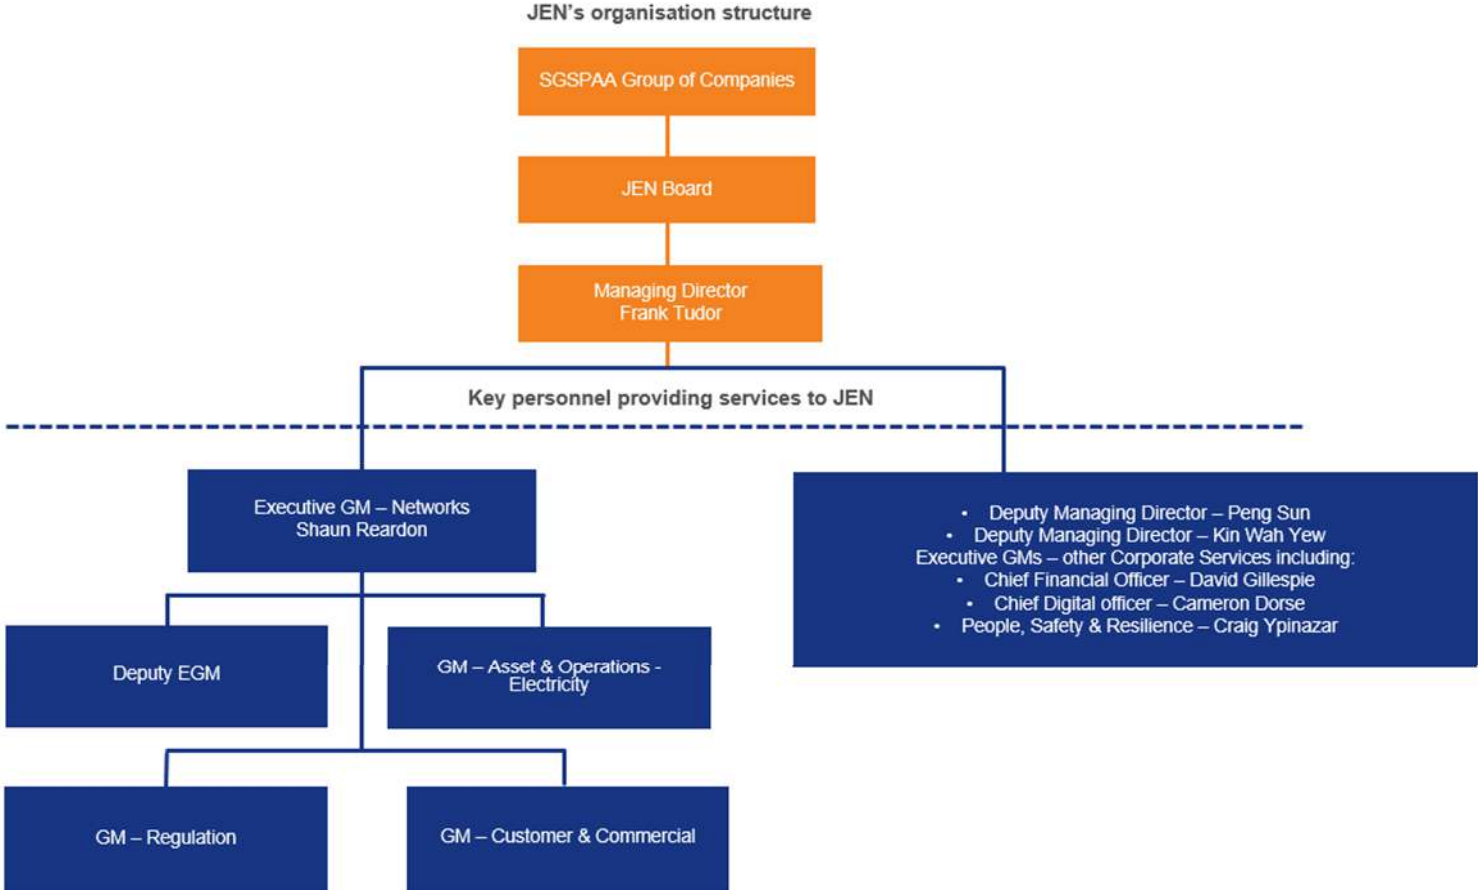 JEN’s organisation structure
SGSPAA Group of Companies
JEN Board
Managing Director
Frank Tudor
Key personnel providing services to JEN
Executive GM – Networks
Shaun Reardon
• Deputy Managing Director – Peng Sun
• Deputy Managing Director – Kin Wah Yew
Executive GMs – other Corporate Services including:
• Chief Financial Officer – David Gillespie
• Chief Digital officer – Cameron Dorse
• People, Safety & Resilience – Craig Ypinazar
Deputy EGM
GM – Asset & Operations -
Electricity
GM – Regulation
GM – Customer & Commercial